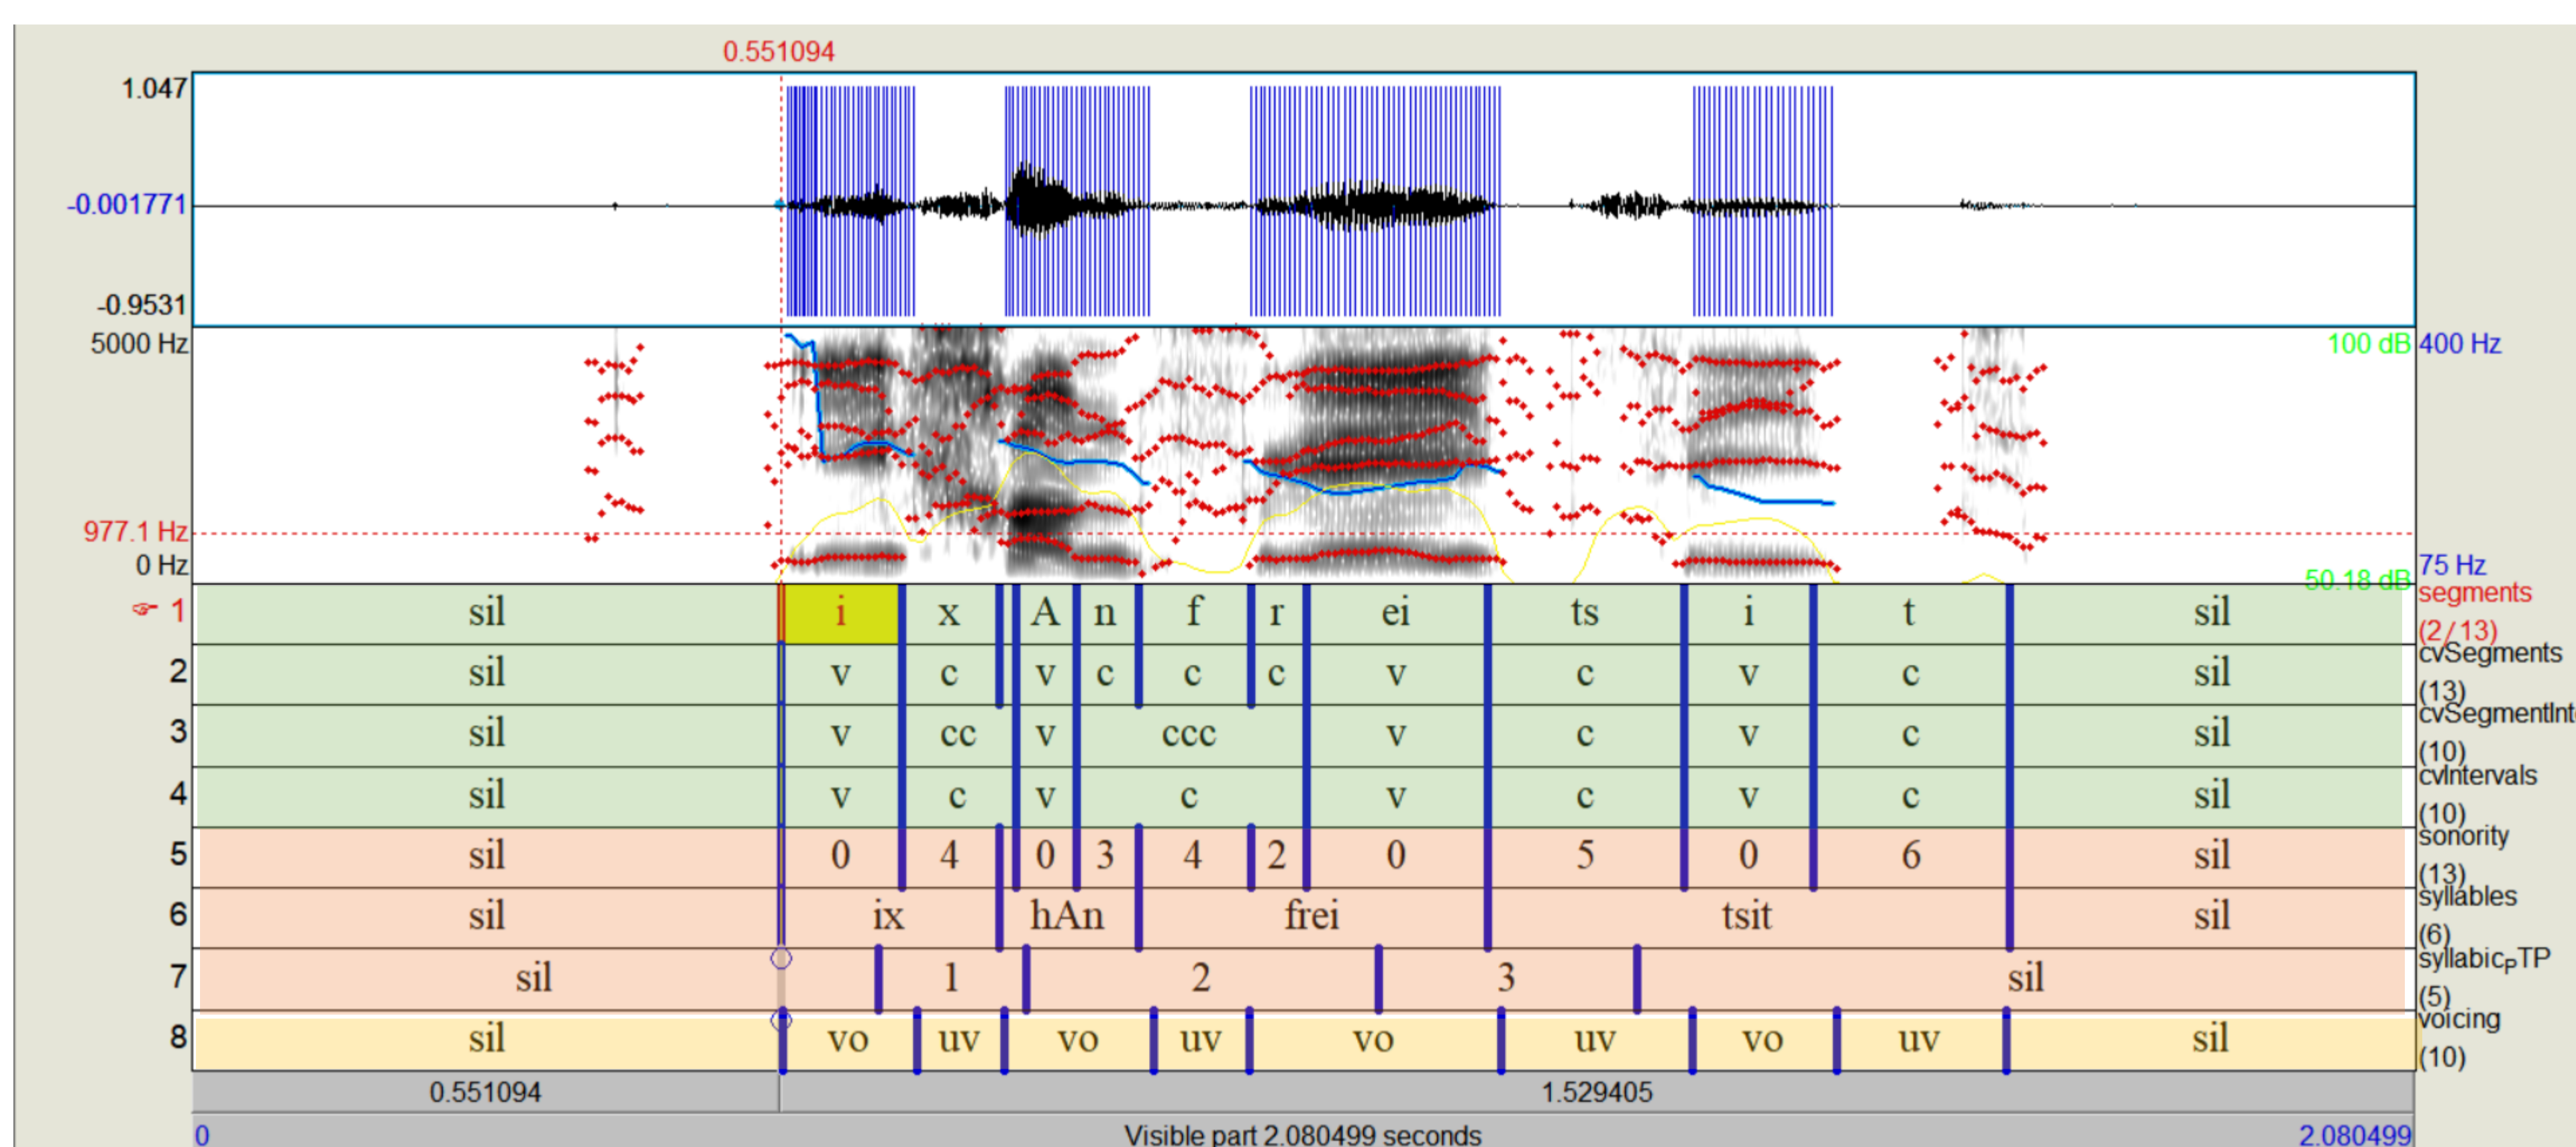 0.551094
1.047
-0.001771
-0.9531
5000 Hz 100 dB 400 Hz
977.1 Hz
0 Hz 50.18 dB 75 Hz
☞ 1 sil i x A n f r ei ts i t sil segments (2/13)
2 sil v c v c c c v c v c sil cvSegments (13)
3 sil v cc v ccc v c v c sil cvSegmentInt (10)
4 sil v c v c v c v c sil cvIntervals (10)
5 sil 0 4 0 3 4 2 0 5 0 6 sil sonority (13)
6 sil ix hAn frei tsit sil syllables (6)
7 sil 1 2 3 sil syllabicPTP (5)
8 sil vo uv vo uv vo uv vo uv sil voicing (10)
0.551094 1.529405
0 Visible part 2.080499 seconds 2.080499